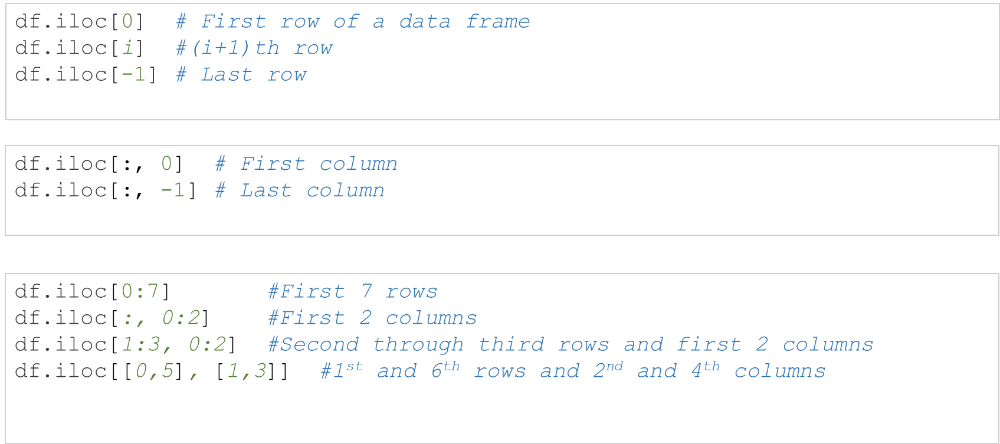 df.iloc[0]  # First row of a data frame
df.iloc[i]  #(i+1)th row
df.iloc[-1] # Last row
df.iloc[:, 0]  # First column
df.iloc[:, -1] # Last column
df.iloc[0:7]       #First 7 rows
df.iloc[:, 0:2]    #First 2 columns
df.iloc[1:3, 0:2]  #Second through third rows and first 2 columns
df.iloc[[0,5], [1,3]]  #1st and 6th rows and 2nd and 4th columns